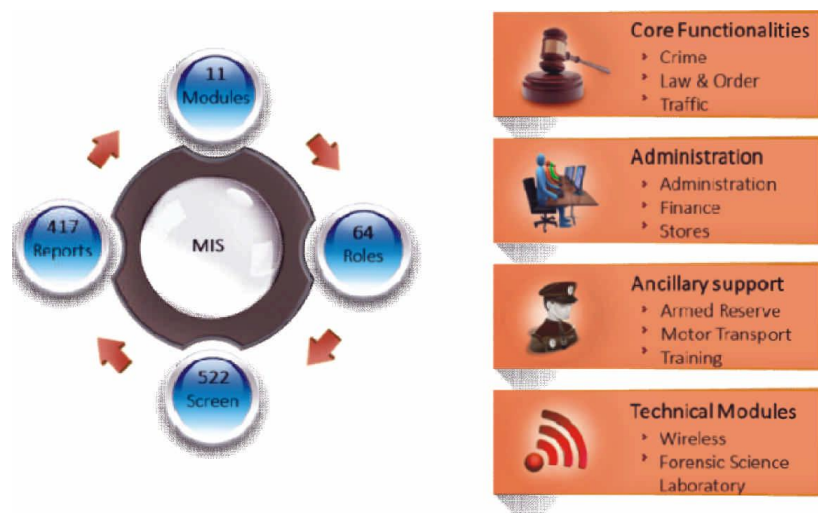 11
Modules
417
Reports
MIS
64
Roles
522
Screen
Core Functionalities
Crime
Law & Order
Traffic
Administration
Administration
Finance
Stores
Ancillary support
Armed Reserve
Motor Transport
Training
Technical Modules
Wireless
Forensic Science
Laboratory